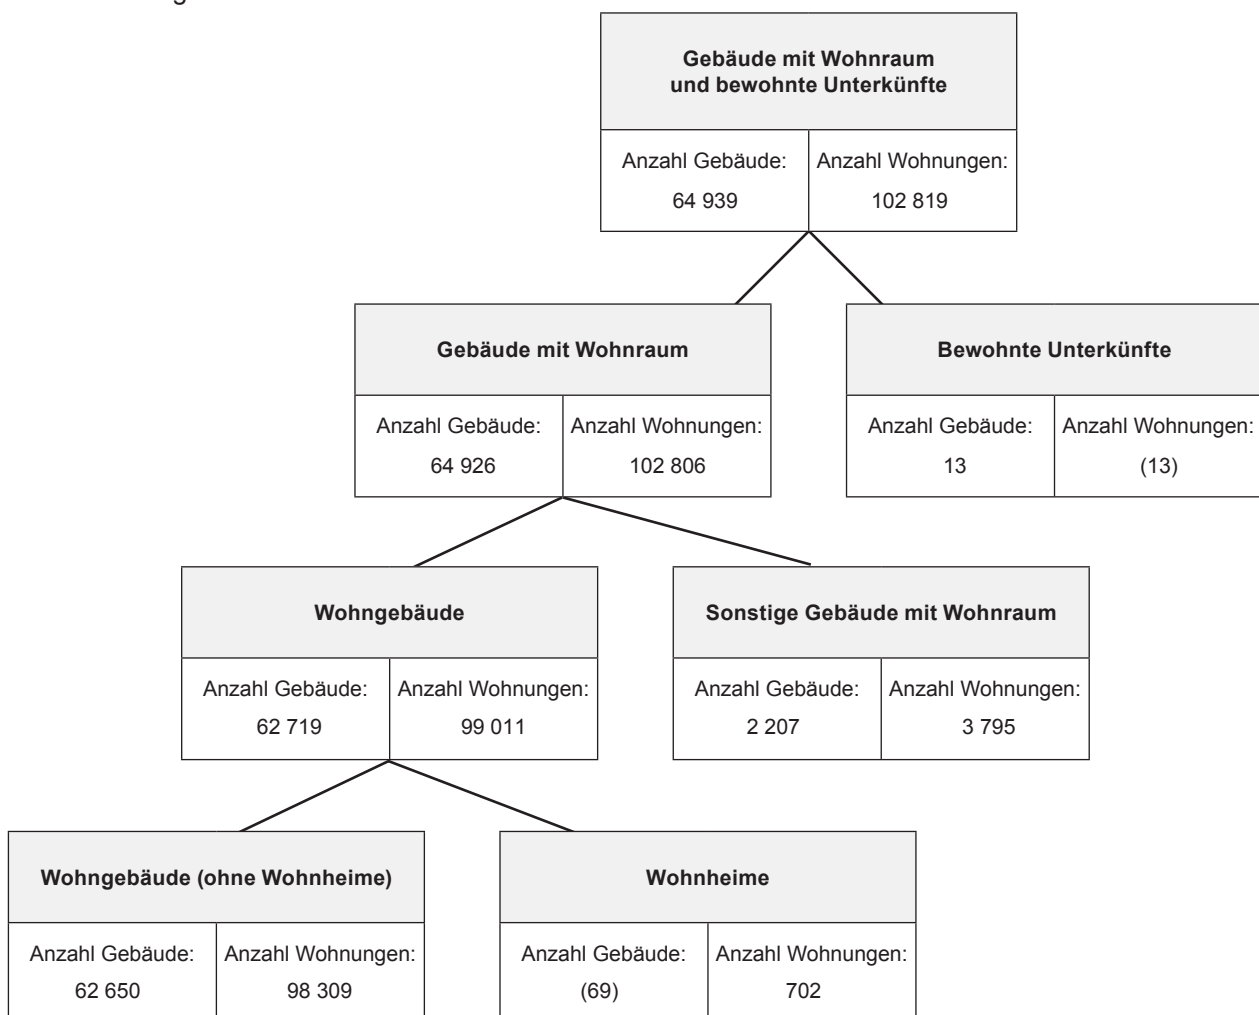 Gebäude mit Wohnraum
und bewohnte Unterkünfte
Anzahl Gebäude: Anzahl Wohnungen:
64 939 102 819
Gebäude mit Wohnraum
Anzahl Gebäude: Anzahl Wohnungen:
64 926 102 806
Bewohnte Unterkünfte
Anzahl Gebäude: Anzahl Wohnungen:
13 (13)
Wohngebäude
Anzahl Gebäude: Anzahl Wohnungen:
62 719 99 011
Sonstige Gebäude mit Wohnraum
Anzahl Gebäude: Anzahl Wohnungen:
2 207 3 795
Wohngebäude (ohne Wohnheime)
Anzahl Gebäude: Anzahl Wohnungen:
62 650 98 309
Wohnheime
Anzahl Gebäude: Anzahl Wohnungen:
(69) 702